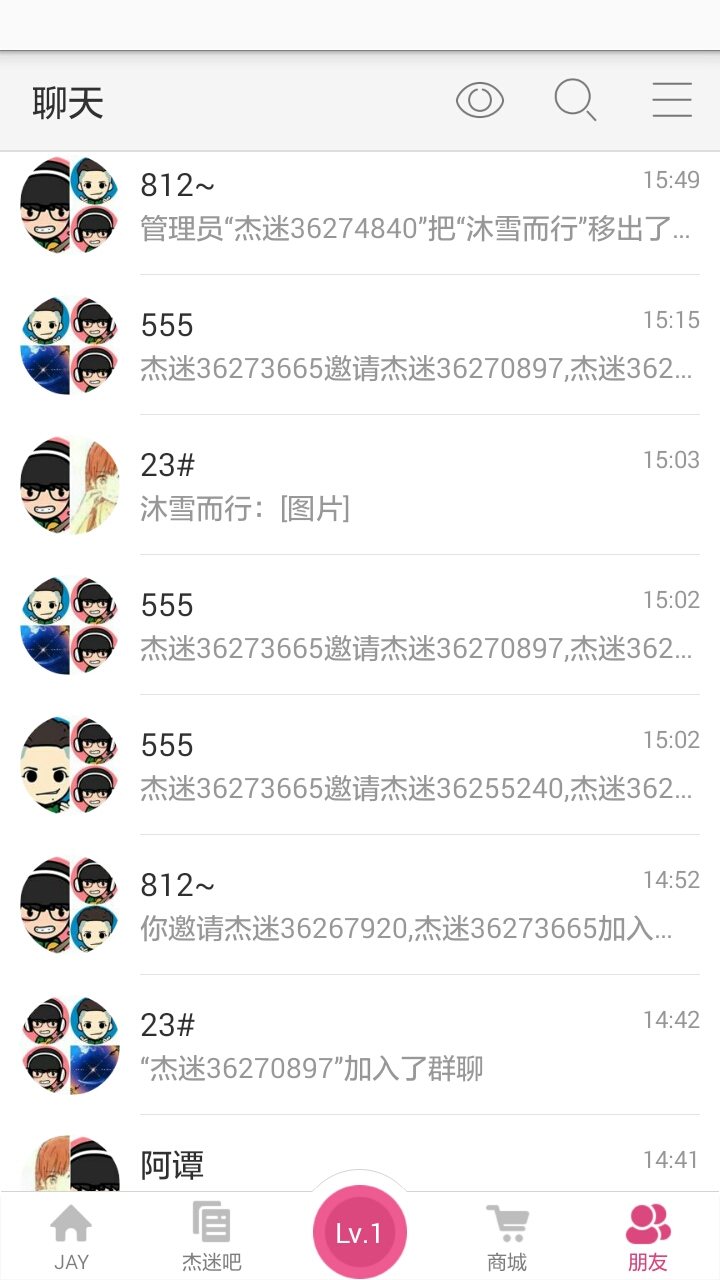 聊天
812~
15:49
管理员“杰迷36274840”把“沐雪而行”移出了...
555
15:15
杰迷36273665邀请杰迷36270897,杰迷362...
23#
15:03
沐雪而行：[图片]
555
15:02
杰迷36273665邀请杰迷36270897,杰迷362...
555
15:02
杰迷36273665邀请杰迷36255240,杰迷362...
812~
14:52
你邀请杰迷36267920,杰迷36273665加入...
23#
14:42
“杰迷36270897”加入了群聊
阿谭
14:41
JAY
杰迷吧
Lv.1
商城
朋友